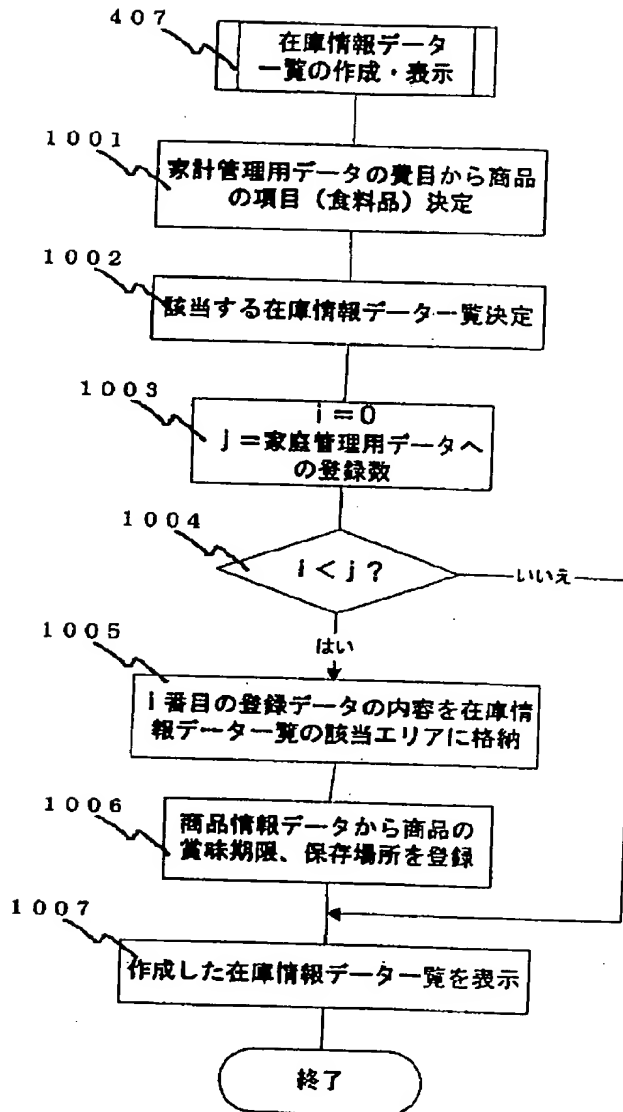 407
在庫情報データ
一覧の作成・表示
1001
家計管理用データの費目から商品
の項目(食料品)決定
1002
該当する在庫情報データ一覧決定
1003
i=0
j=家庭管理用データへ
の登録数
1004
i<j?
いいえ
はい
1005
i番目の登録データの内容を在庫情
報データ一覧の該当エリアに格納
1006
商品情報データから商品の
賞味期限、保存場所を登録
1007
作成した在庫情報データ一覧を表示
終了